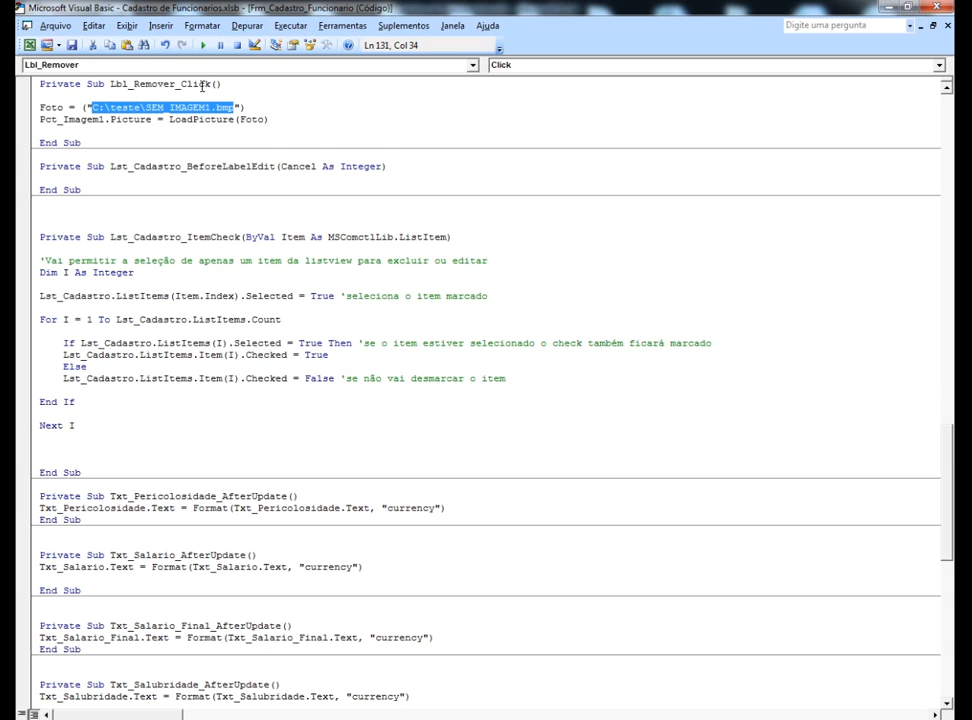 Microsoft Visual Basic - Cadastro de Funcionarios.xlsb - [Frm_Cadastro_Funcionario (Código)]
Arquivo Editar Exibir Inserir Formatar Depurar Executar Ferramentas Suplementos Janela Ajuda Digite uma pergunta
Ln 131, Col 34
Lbl_Remover Click
Private Sub Lbl_Remover_Click()
Foto = ("C:\teste\SEM_IMAGEM1.bmp")
Pct_Imagem1.Picture = LoadPicture(Foto)
End Sub
Private Sub Lst_Cadastro_BeforeLabelEdit(Cancel As Integer)
End Sub
Private Sub Lst_Cadastro_ItemCheck(ByVal Item As MSComctlLib.ListItem)
'Vai permitir a seleção de apenas um item da listview para excluir ou editar
Dim I As Integer
Lst_Cadastro.ListItems(Item.Index).Selected = True 'seleciona o item marcado
For I = 1 To Lst_Cadastro.ListItems.Count
If Lst_Cadastro.ListItems(I).Selected = True Then 'se o item estiver selecionado o check também ficará marcado
Lst_Cadastro.ListItems.Item(I).Checked = True
Else
Lst_Cadastro.ListItems.Item(I).Checked = False 'se não vai desmarcar o item
End If
Next I
End Sub
Private Sub Txt_Pericolosidade_AfterUpdate()
Txt_Pericolosidade.Text = Format(Txt_Pericolosidade.Text, "currency")
End Sub
Private Sub Txt_Salario_AfterUpdate()
Txt_Salario.Text = Format(Txt_Salario.Text, "currency")
End Sub
Private Sub Txt_Salario_Final_AfterUpdate()
Txt_Salario_Final.Text = Format(Txt_Salario_Final.Text, "currency")
End Sub
Private Sub Txt_Salubridade_AfterUpdate()
Txt_Salubridade.Text = Format(Txt_Salubridade.Text, "currency")